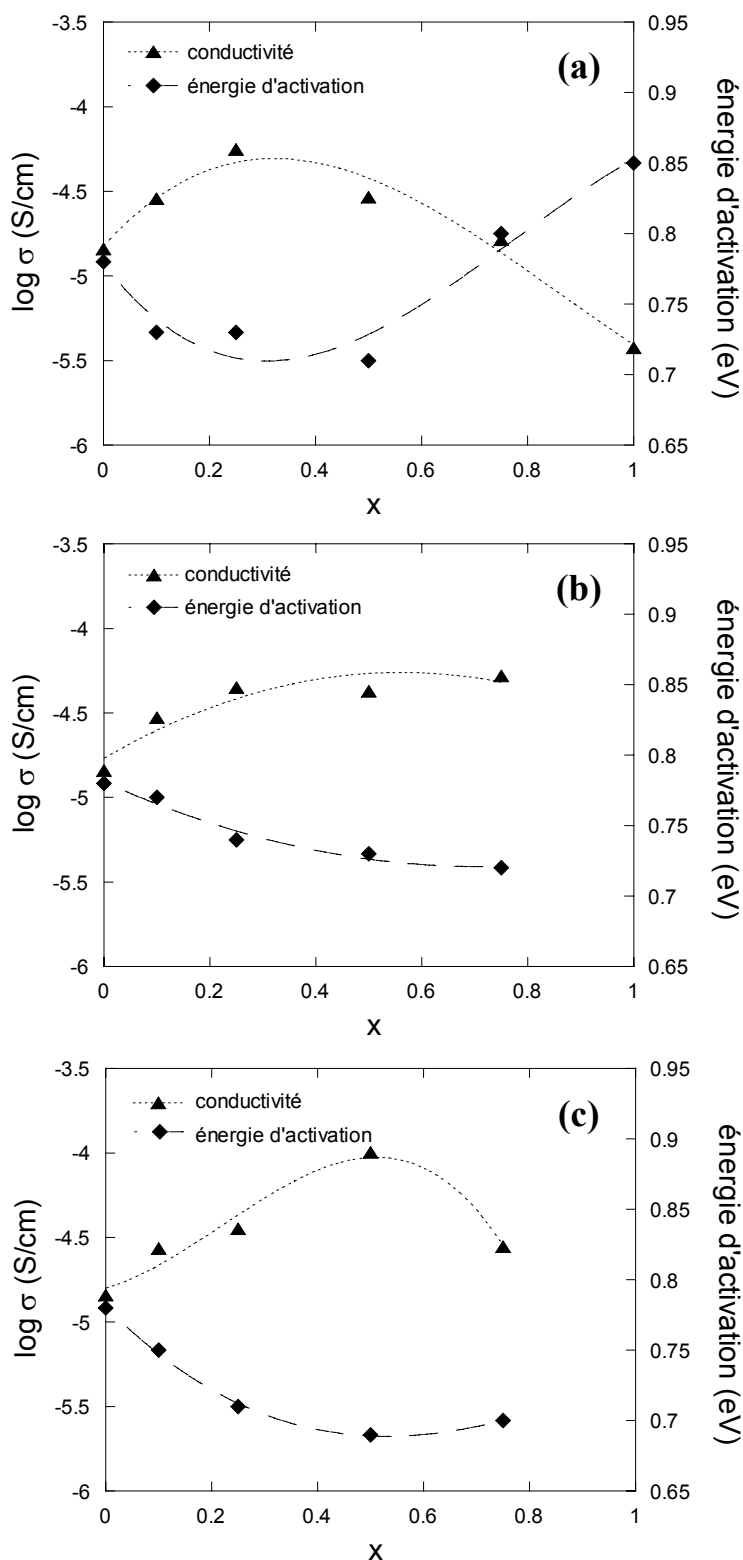 -3.5
-4
-4.5
-5
-5.5
-6
log σ (S/cm)
conductivité
énergie d'activation
(a)
0.95
0.9
0.85
0.8
0.75
0.7
0.65
énergie d'activation (eV)
0 0.2 0.4 0.6 0.8 1
x
-3.5
-4
-4.5
-5
-5.5
-6
log σ (S/cm)
conductivité
énergie d'activation
(b)
0.95
0.9
0.85
0.8
0.75
0.7
0.65
énergie d'activation (eV)
0 0.2 0.4 0.6 0.8 1
x
-3.5
-4
-4.5
-5
-5.5
-6
log σ (S/cm)
conductivité
énergie d'activation
(c)
0.95
0.9
0.85
0.8
0.75
0.7
0.65
énergie d'activation (eV)
0 0.2 0.4 0.6 0.8 1
x